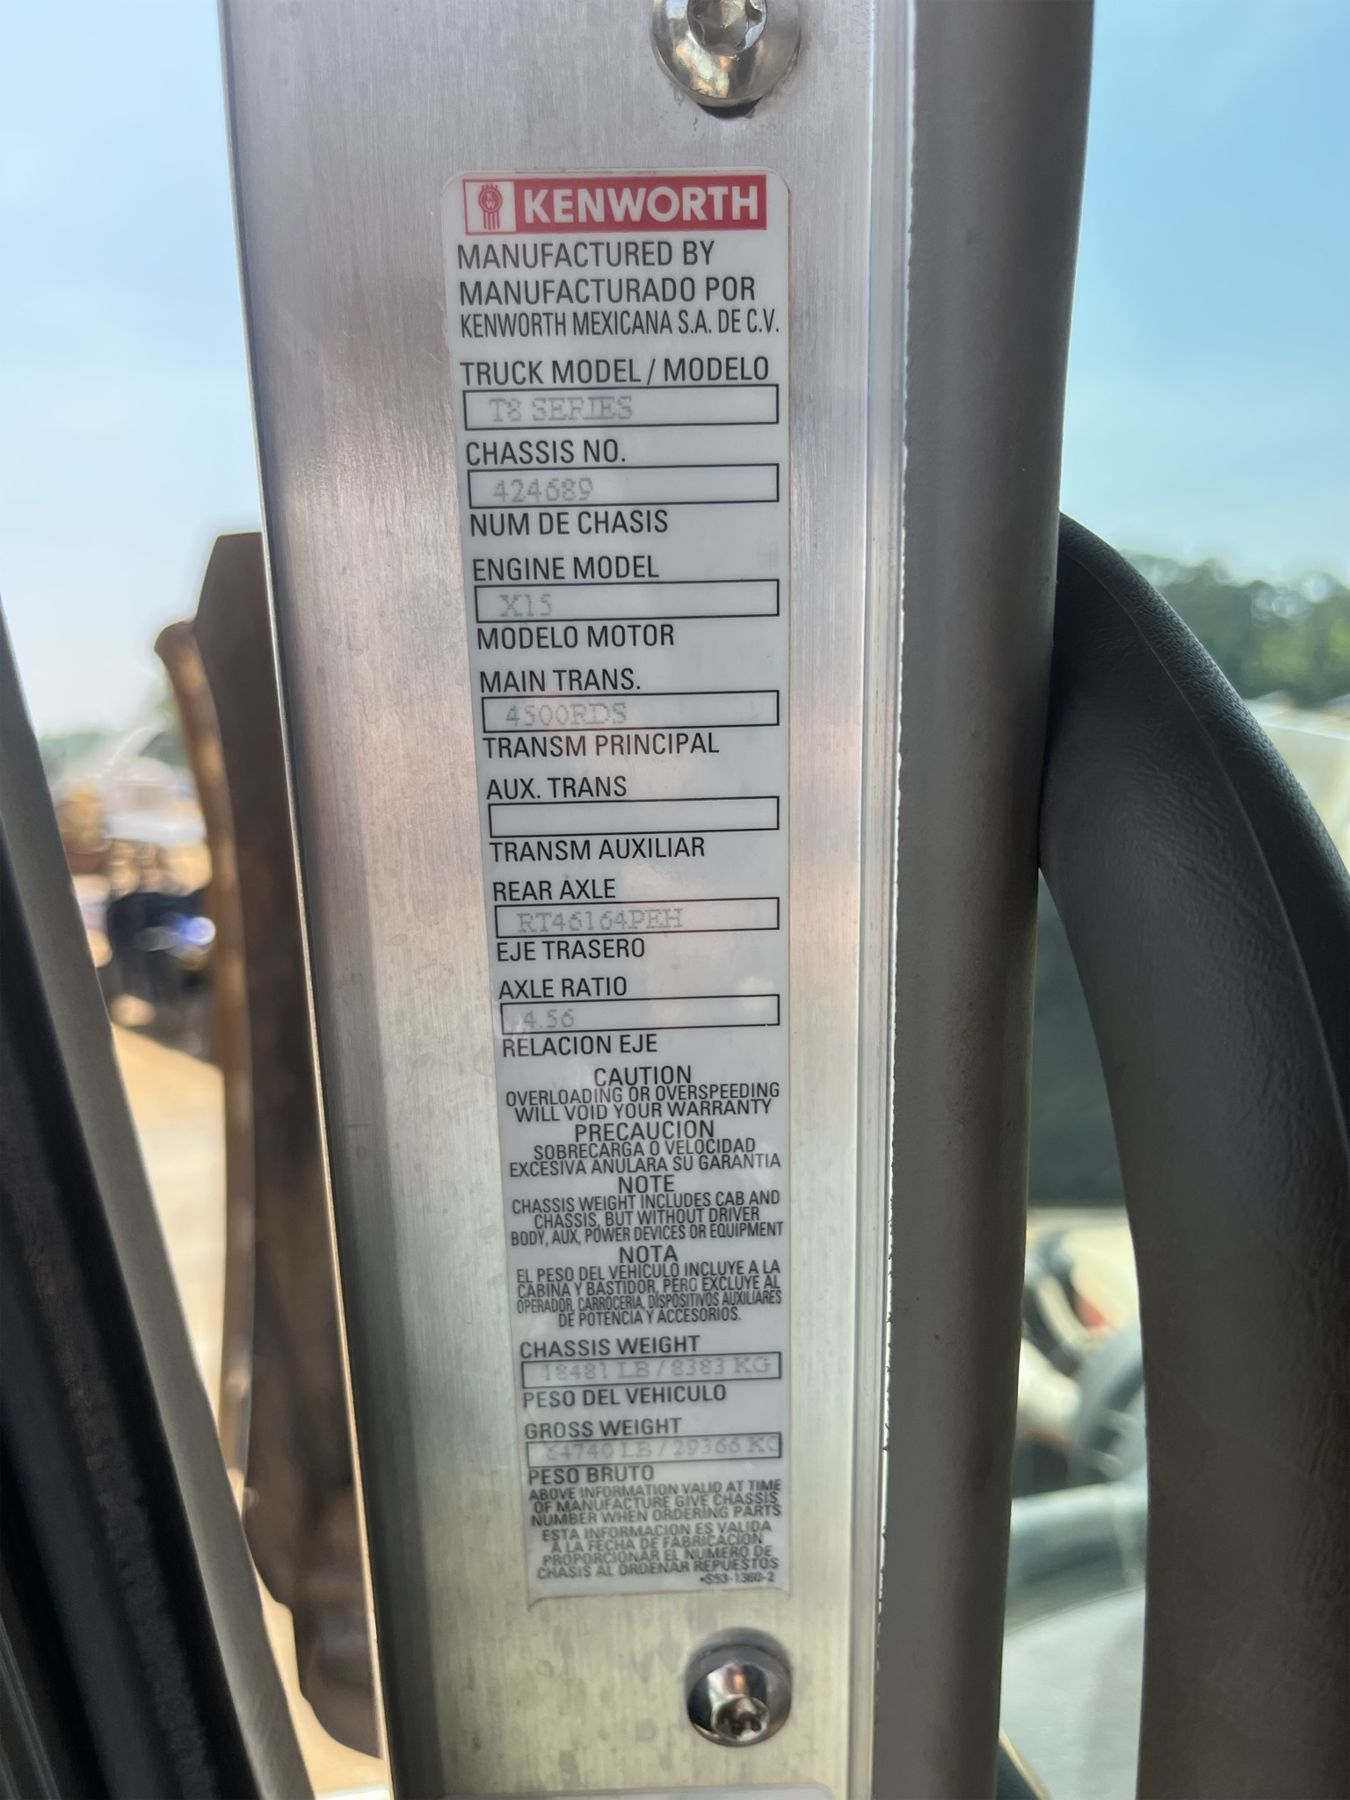 KENWORTH
MANUFACTURED BY
MANUFACTURADO POR
KENWORTH MEXICANA S.A. DE C.V.
TRUCK MODEL / MODELO
T8 SERIES
CHASSIS NO.
424689
NUM DE CHASIS
ENGINE MODEL
X15
MODELO MOTOR
MAIN TRANS.
4500RDS
TRANSM PRINCIPAL
AUX. TRANS
TRANSM AUXILIAR
REAR AXLE
RT46164PEH
EJE TRASERO
AXLE RATIO
4.56
RELACION EJE
CAUTION
OVERLOADING OR OVERSPEEDING
WILL VOID YOUR WARRANTY
PRECAUCION
SOBRECARGA O VELOCIDAD
EXCESIVA ANULARA SU GARANTIA
NOTE
CHASSIS WEIGHT INCLUDES CAB AND
CHASSIS, BUT WITHOUT DRIVER
BODY, AUX, POWER DEVICES OR EQUIPMENT
NOTA
EL PESO DEL VEHICULO INCLUYE A LA
CABINA Y BASTIDOR, PERO EXCLUYE AL
OPERADOR, CARROCERIA, DISPOSITIVOS AUXILIARES
DE POTENCIA Y ACCESORIOS.
CHASSIS WEIGHT
18481 LB / 8383 KG
PESO DEL VEHICULO
GROSS WEIGHT
64740 LB / 29366 KG
PESO BRUTO
ABOVE INFORMATION VALID AT TIME
OF MANUFACTURE GIVE CHASSIS
NUMBER WHEN ORDERING PARTS
ESTA INFORMACION ES VALIDA
A LA FECHA DE FABRICACION
PROPORCIONAR EL NUMERO DE
CHASIS AL ORDENAR REPUESTOS
•S53-1360-2